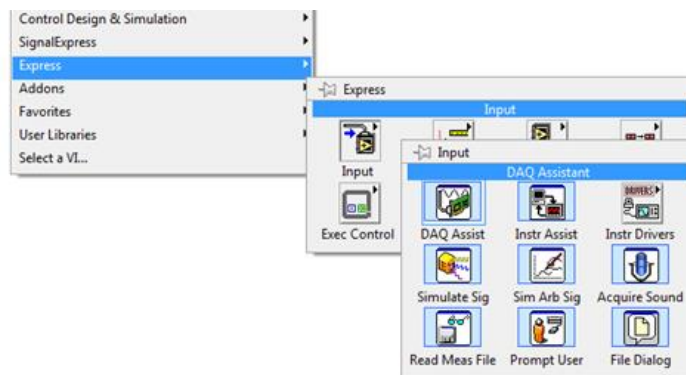 Control Design & Simulation
SignalExpress
Express
Addons
Favorites
User Libraries
Select a VI...
Express
Input
Input
Exec Control
Input
DAQ Assistant
DAQ Assist Instr Assist Instr Drivers
Simulate Sig Sim Arb Sig Acquire Sound
Read Meas File Prompt User File Dialog